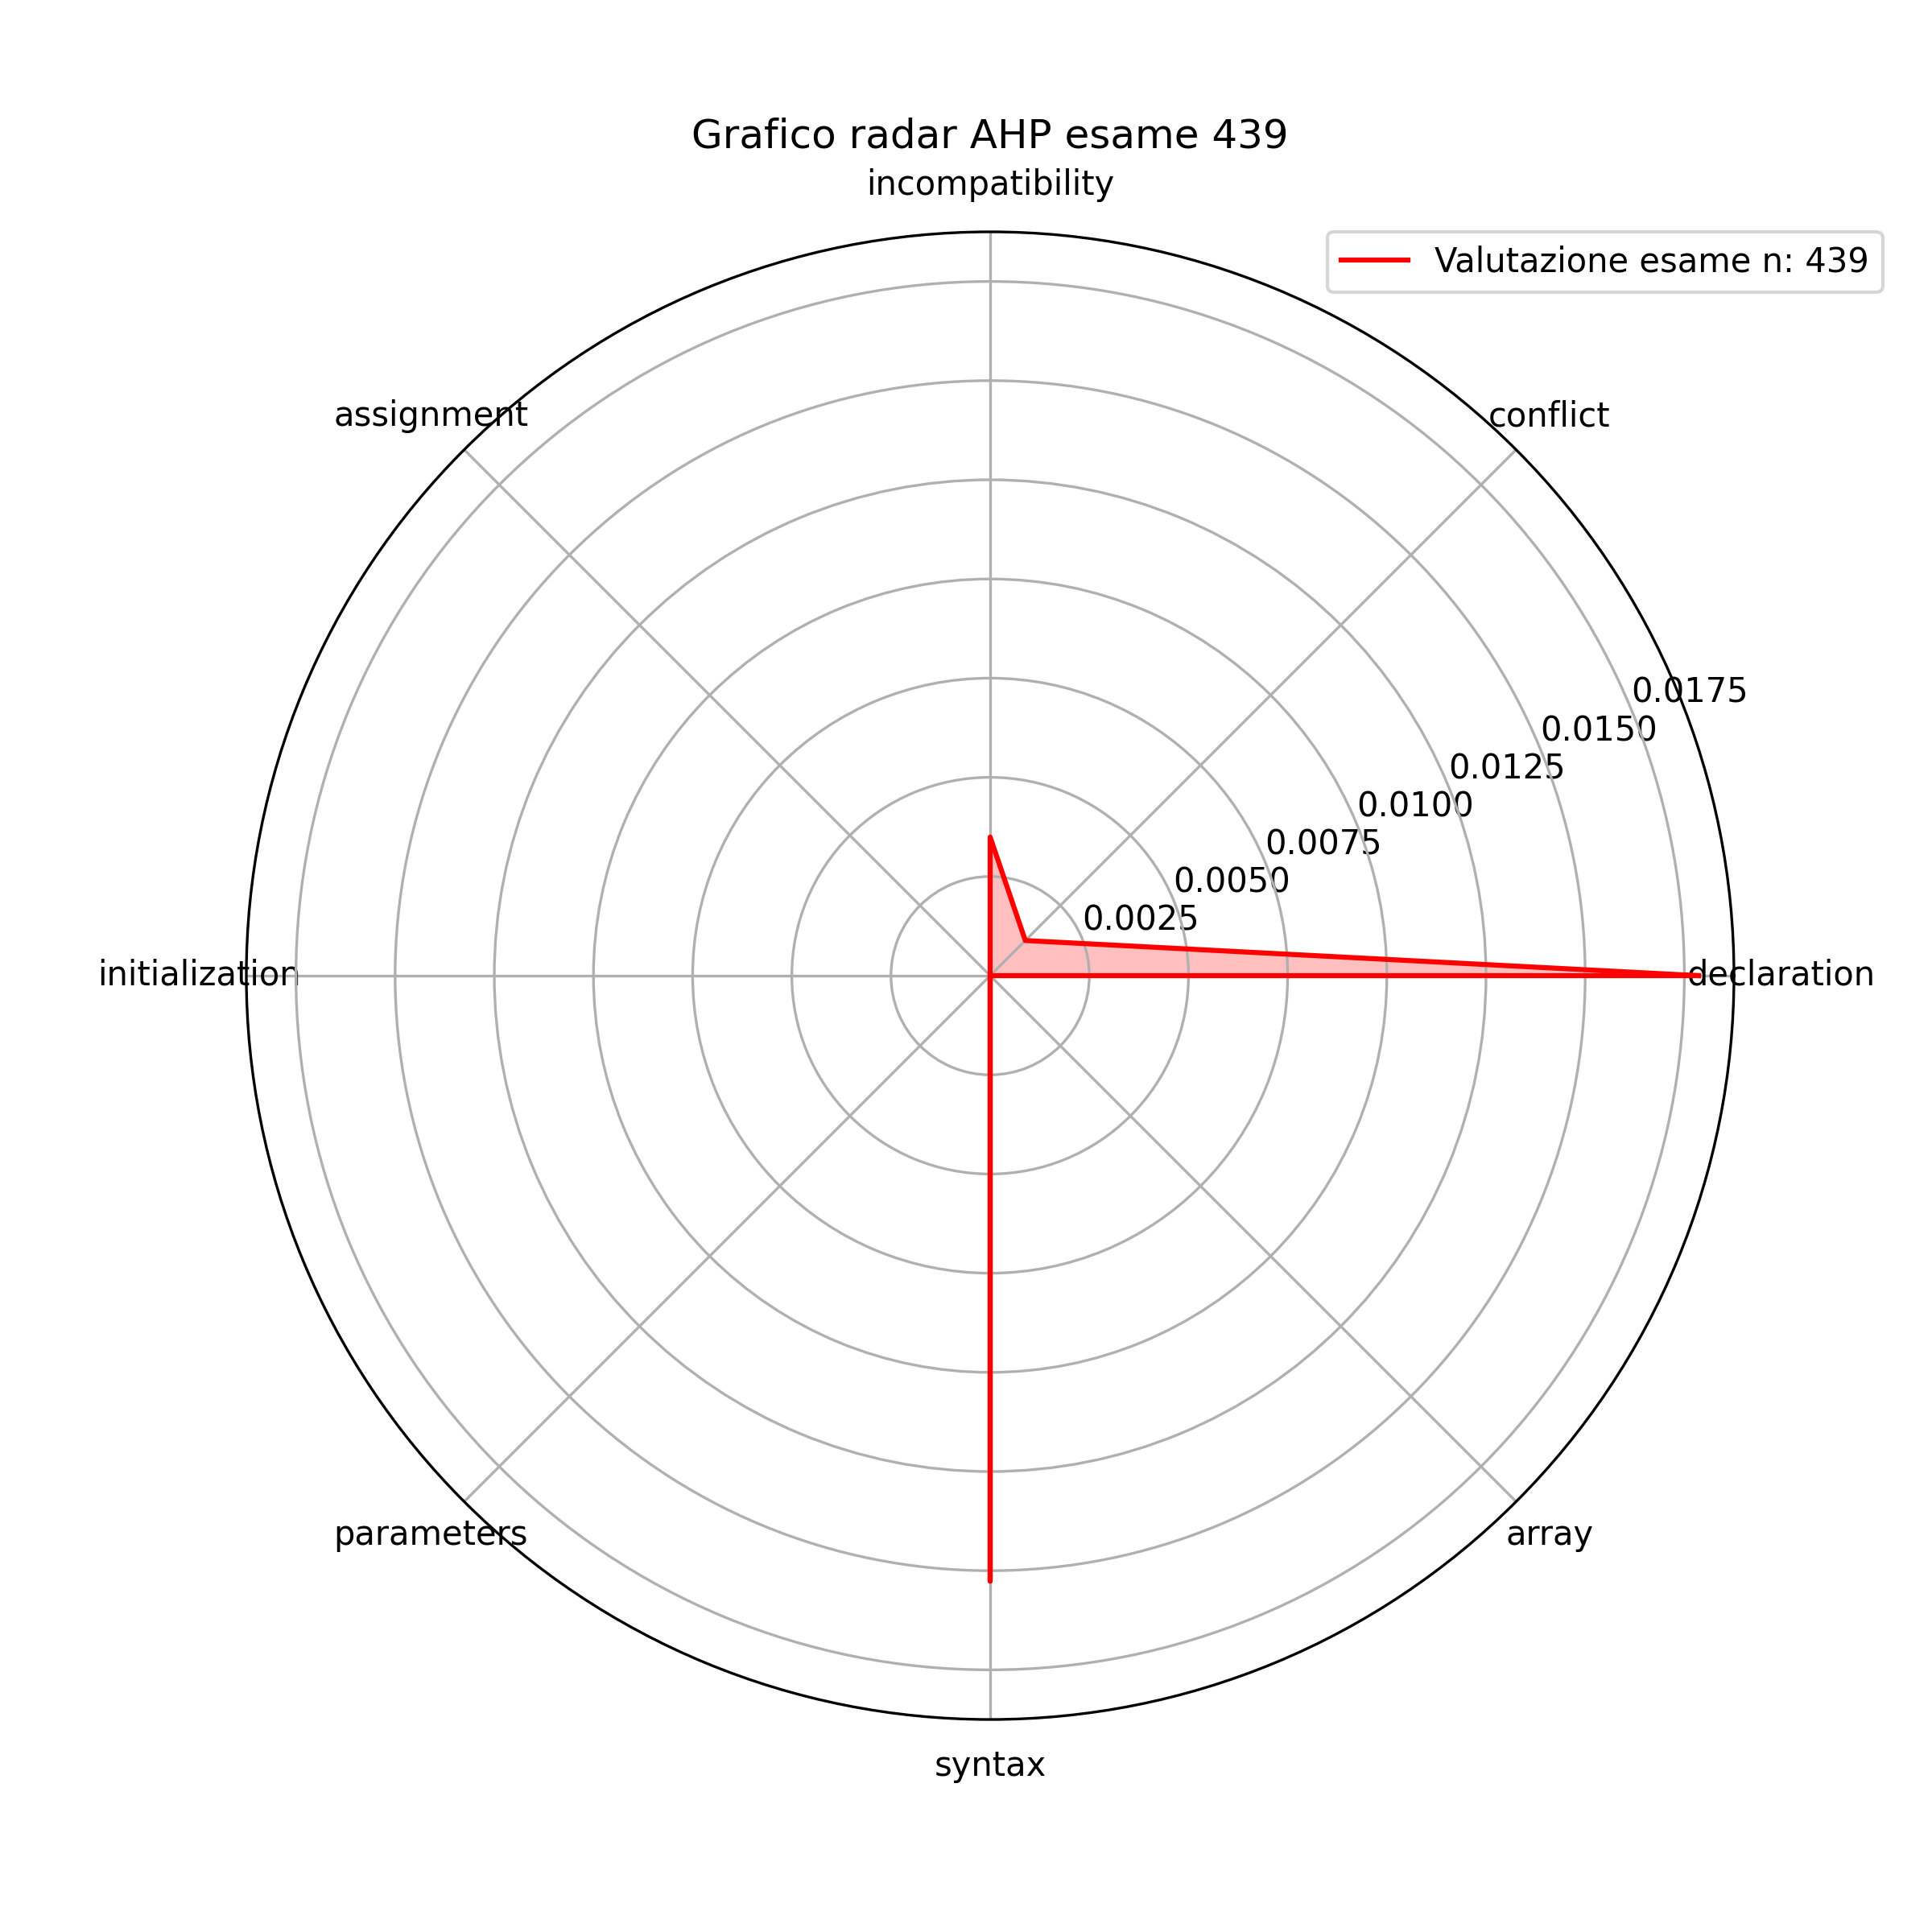 Grafico radar AHP esame 439
incompatibility
Valutazione esame n: 439
assignment
conflict
0.0175
0.0150
0.0125
0.0100
0.0075
0.0050
0.0025
initialization
declaration
parameters
array
syntax